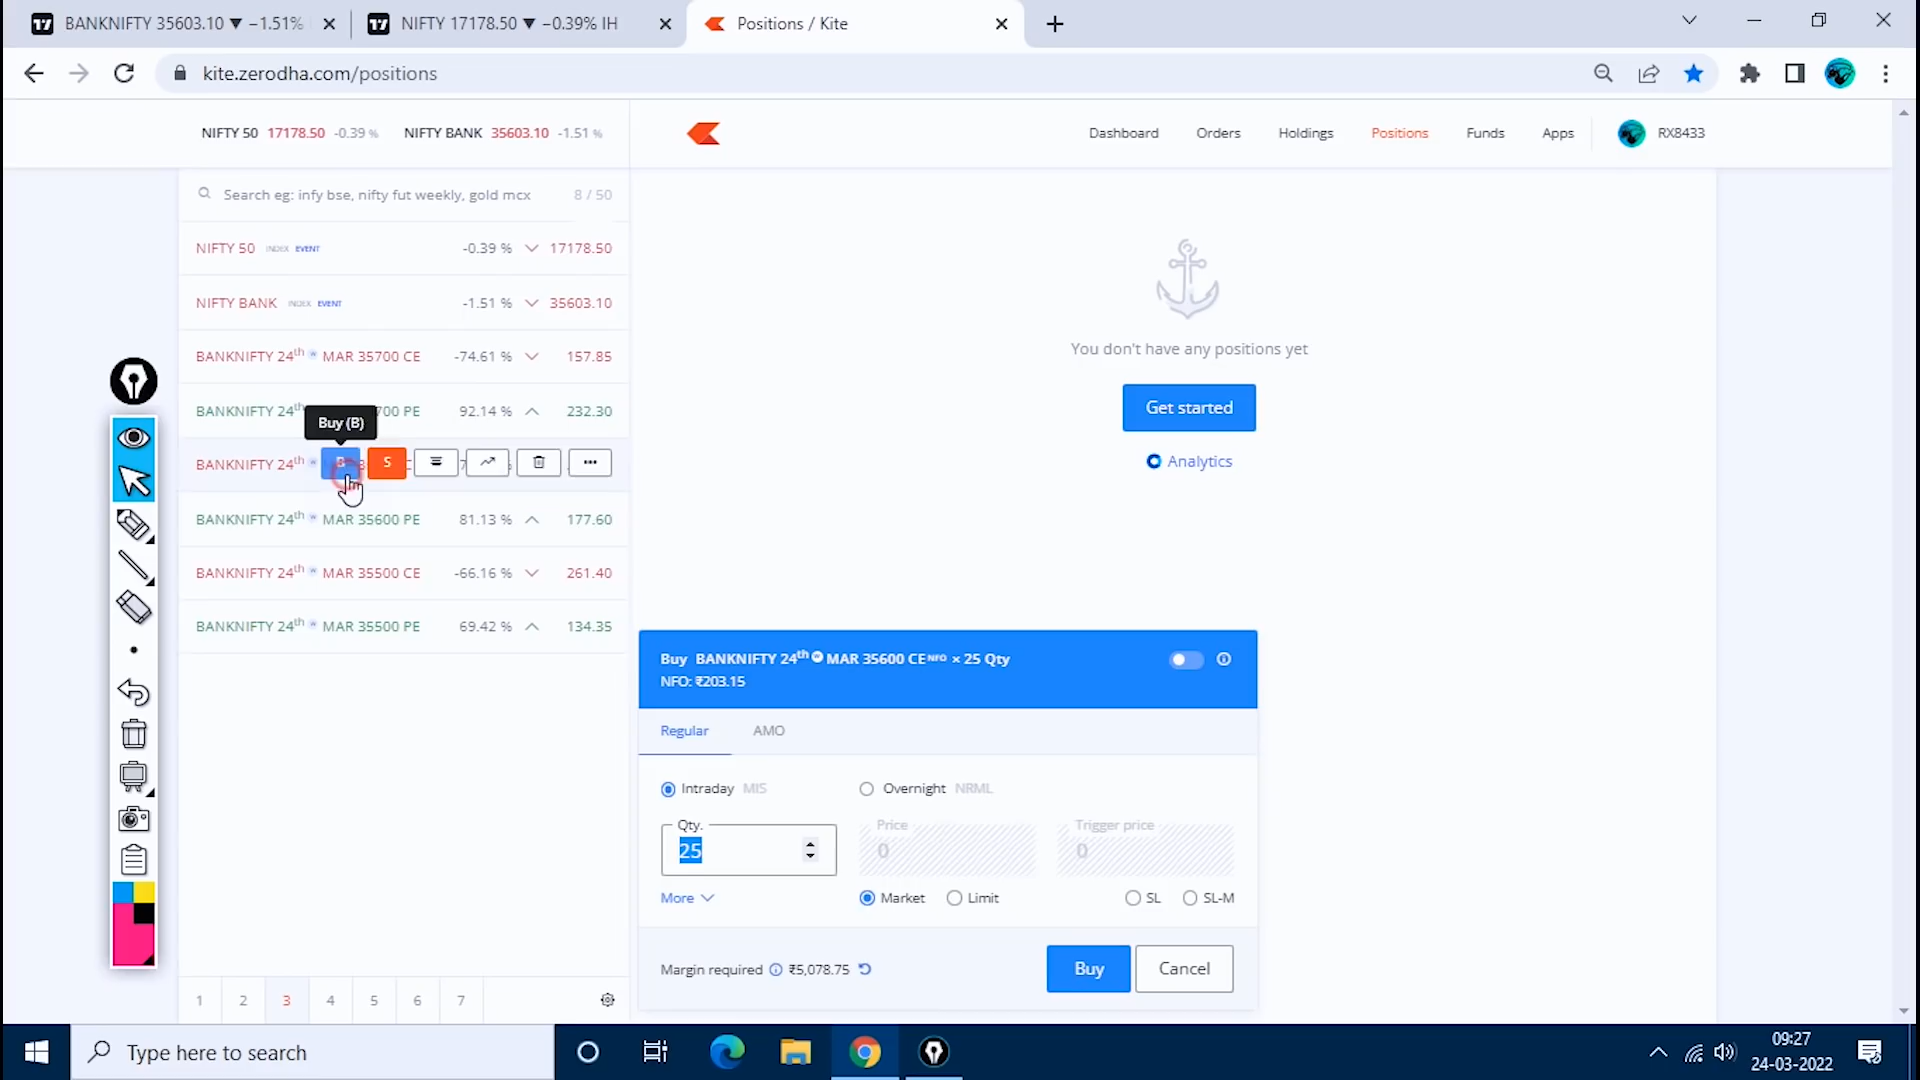 BANKNIFTY 35603.10 ▼ −1.51%
NIFTY 17178.50 ▼ −0.39% IH
Positions / Kite
kite.zerodha.com/positions
NIFTY 50 17178.50 -0.39 %
NIFTY BANK 35603.10 -1.51 %
Dashboard
Orders
Holdings
Positions
Funds
Apps
RX8433
Search eg: infy bse, nifty fut weekly, gold mcx
8 / 50
NIFTY 50 INDEX EVENT -0.39 % 17178.50
NIFTY BANK INDEX EVENT -1.51 % 35603.10
BANKNIFTY 24th W MAR 35700 CE -74.61 % 157.85
BANKNIFTY 24th 700 PE 92.14 % 232.30
Buy (B)
BANKNIFTY 24th W
B
S
BANKNIFTY 24th W MAR 35600 PE 81.13 % 177.60
BANKNIFTY 24th W MAR 35500 CE -66.16 % 261.40
BANKNIFTY 24th W MAR 35500 PE 69.42 % 134.35
You don't have any positions yet
Get started
Analytics
Buy BANKNIFTY 24th W MAR 35600 CE NFO × 25 Qty
NFO: ₹203.15
Regular
AMO
Intraday MIS
Overnight NRML
Qty.
25
Price
0
Trigger price
0
More
Market
Limit
SL
SL-M
Margin required ₹5,078.75
Buy
Cancel
1 2 3 4 5 6 7
Type here to search
09:27
24-03-2022